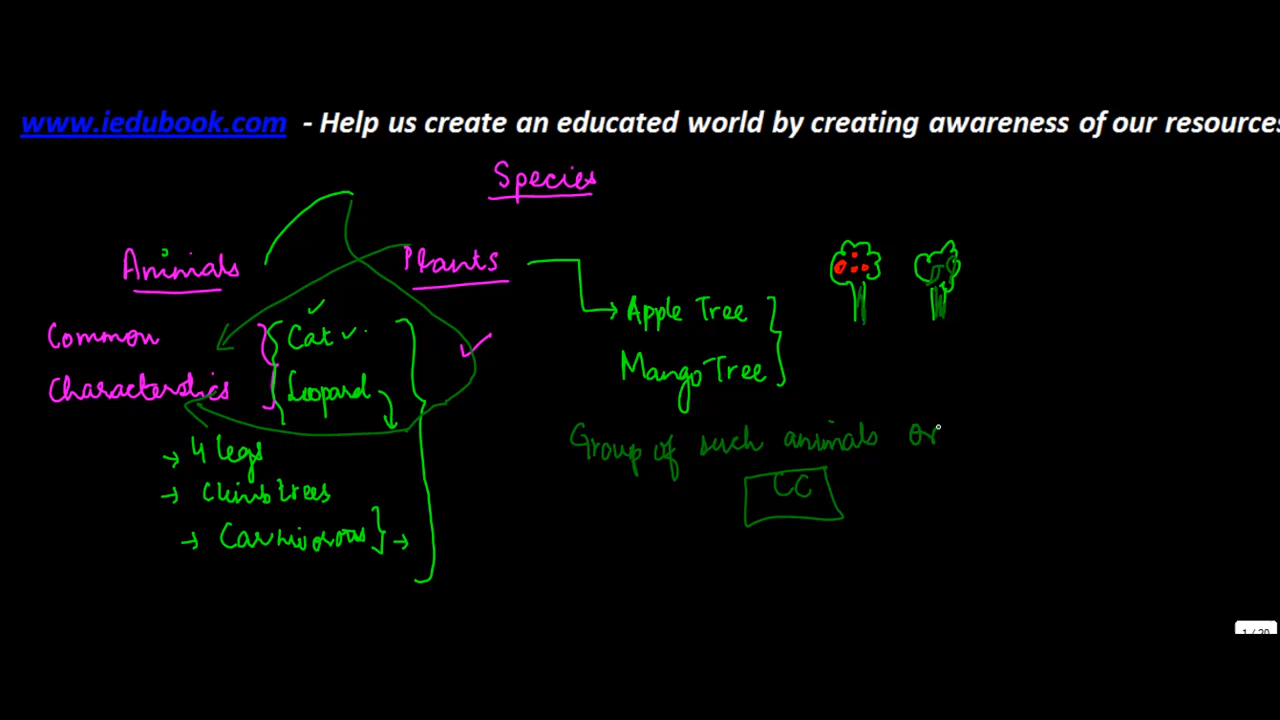 www.iedubook.com - Help us create an educated world by creating awareness of our resources
Species
Animals
Plants
Common
Characterstics
Cat
Leopard
→ 4 legs
→ Climb trees
→ Carnivorous } →
Apple Tree
Mango Tree
Group of such animals or
CC